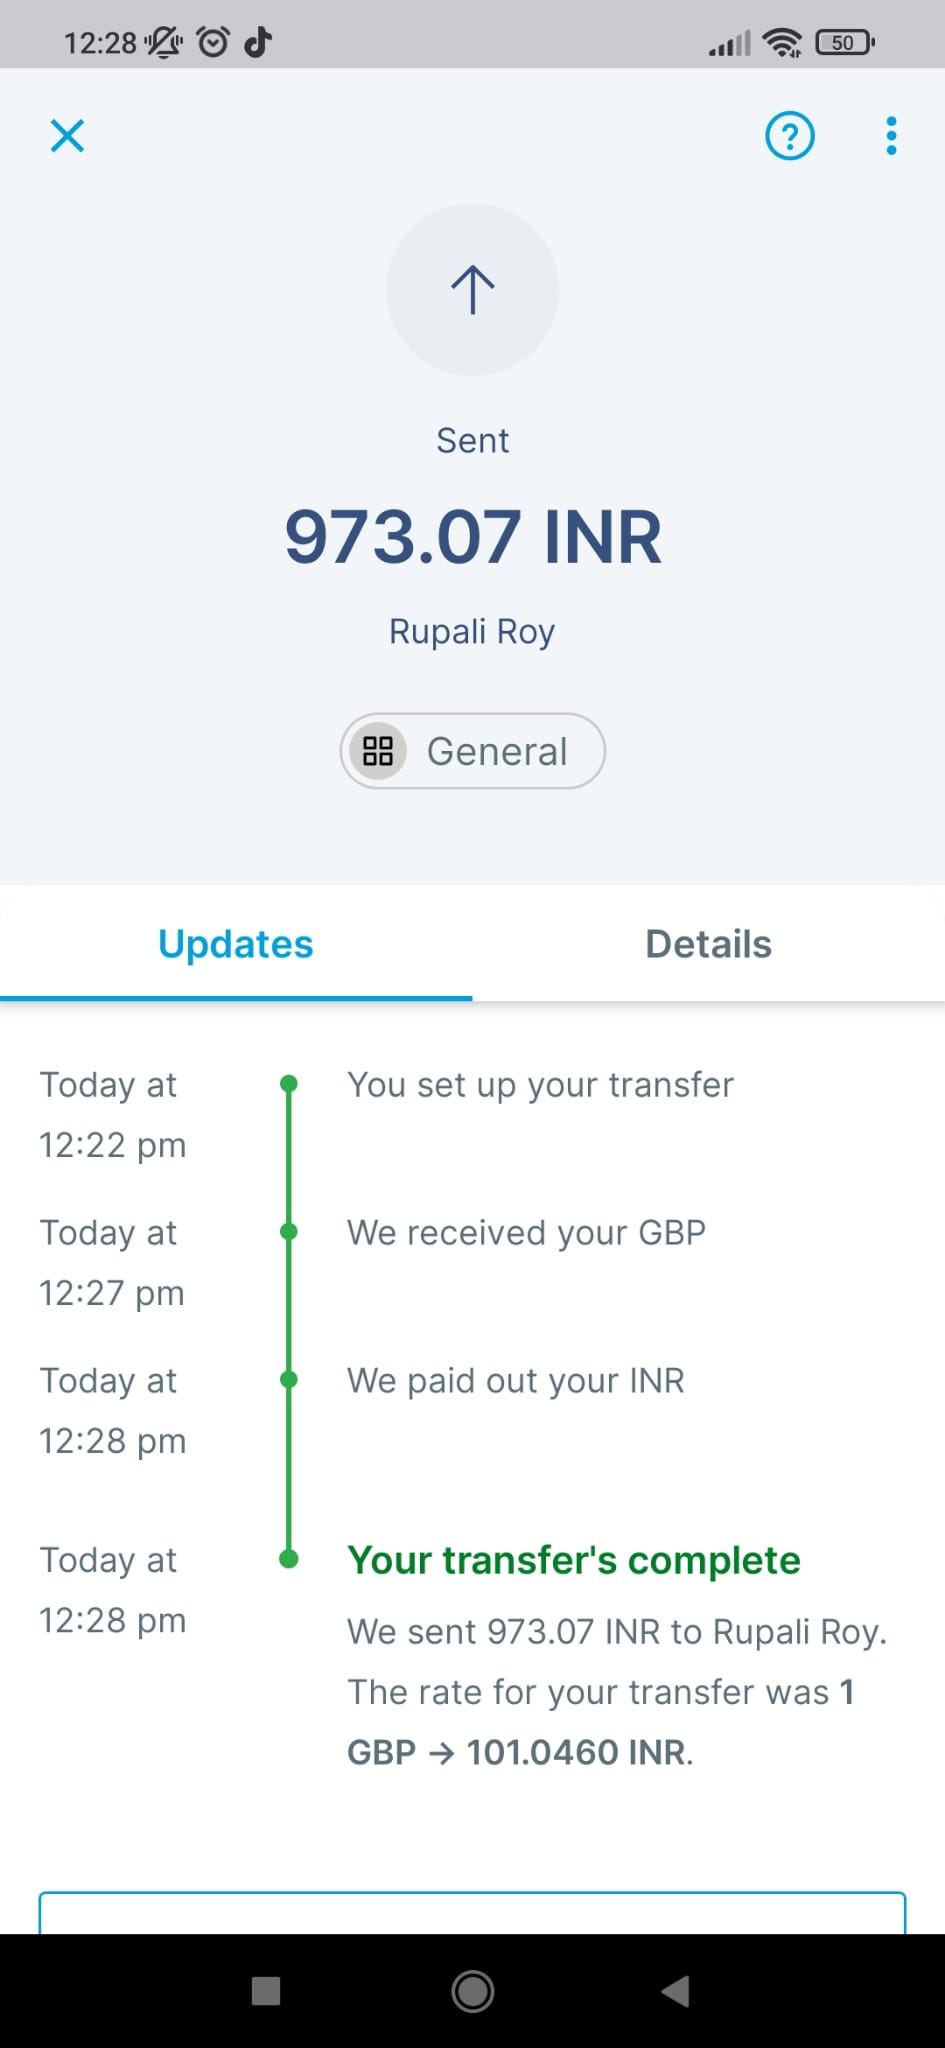 12:28
50
?
Sent
973.07 INR
Rupali Roy
General
Updates
Details
Today at
12:22 pm
You set up your transfer
Today at
12:27 pm
We received your GBP
Today at
12:28 pm
We paid out your INR
Today at
12:28 pm
Your transfer's complete
We sent 973.07 INR to Rupali Roy.
The rate for your transfer was 1
GBP → 101.0460 INR.